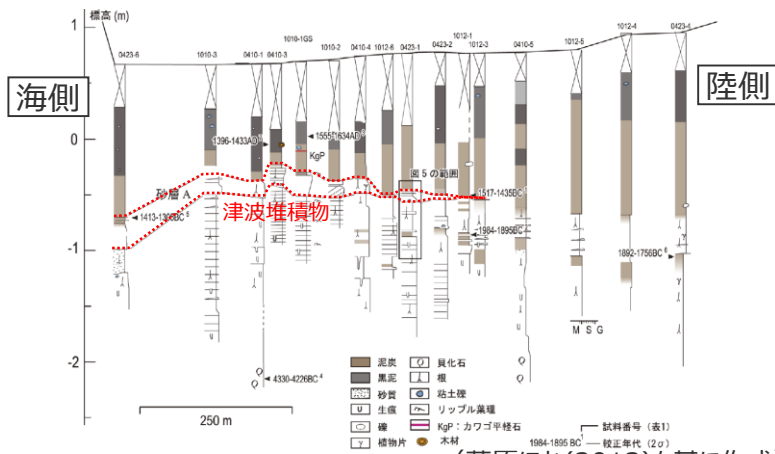 標高 (m)
1
0
-1
-2
海側
陸側
0423-6
1010-3
0410-1
0410-3
1010-1GS
1010-2
0410-4
1012-6
0423-1
0423-2
1012-1
1012-3
0410-5
1012-5
1012-4
0423-4
1396-1433AD
1555-1634AD
KgP
図5の範囲
砂層 A
津波堆積物
1517-1435BC
1984-1895BC
1892-1756BC
4330-4226BC
M S G
250 m
泥炭
黒泥
砂質
生痕
礫
植物片
貝化石
根
粘土礫
リップル葉理
KgP:カワゴ平軽石
木材
試料番号(表1)
1984-1895 BC
較正年代(2σ)